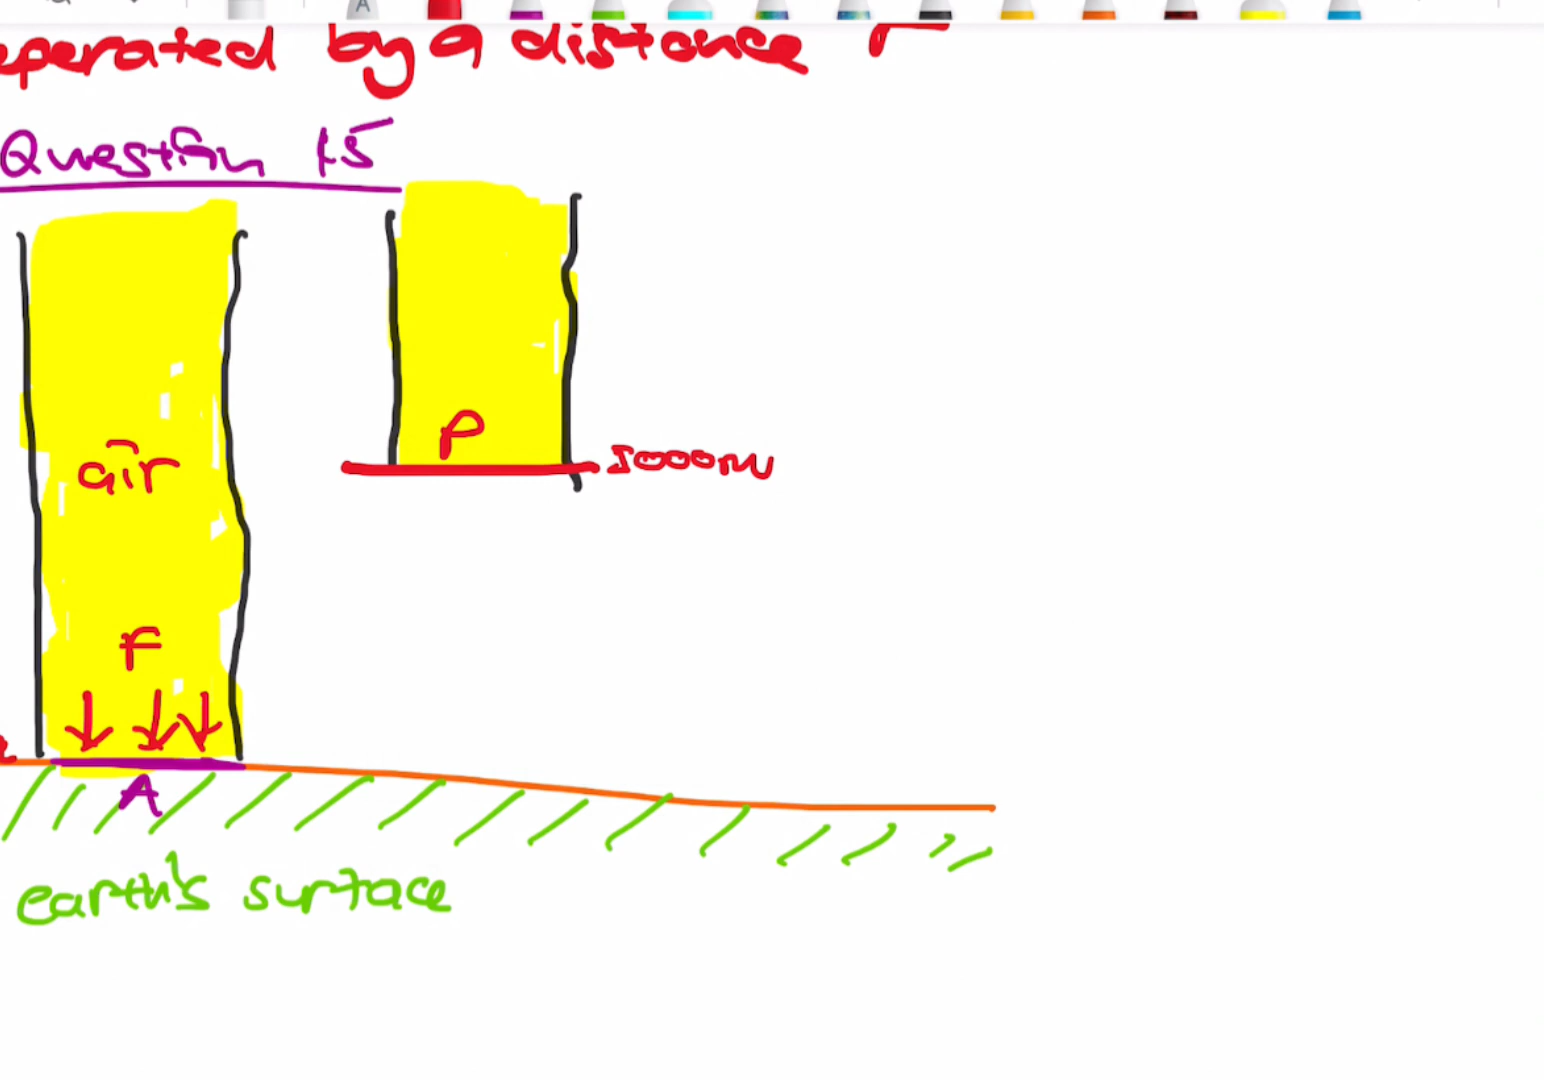 eperated by a distance r
Question 15
P
5000m
air
F
A
earth's surface